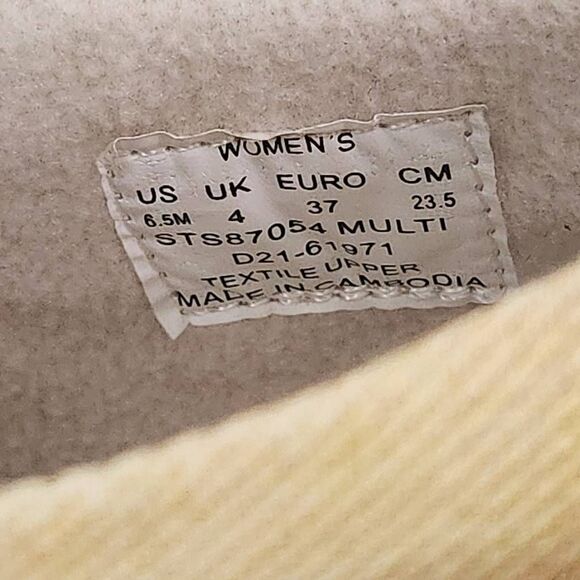 WOMEN'S
US UK EURO CM
6.5M 4 37 23.5
STS87054 MULTI
D21-61971
TEXTILE UPPER
MADE IN CAMBODIA